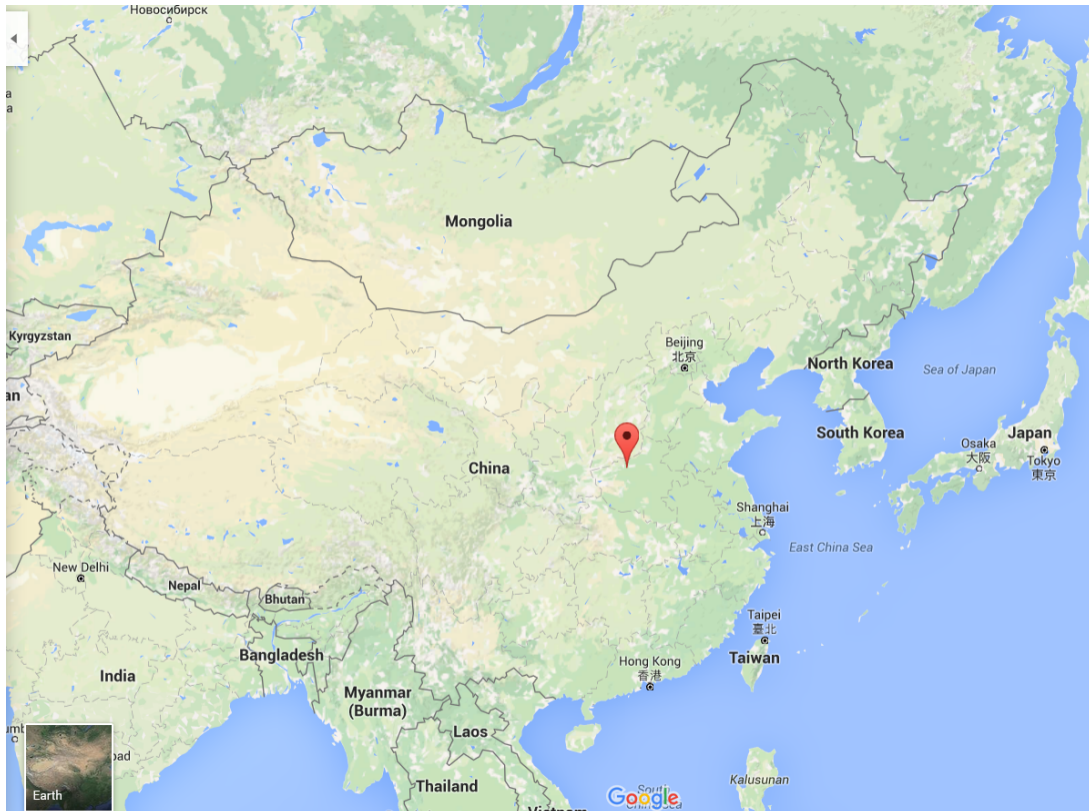 Новосибирск
Mongolia
Kyrgyzstan
Beijing
北京
North Korea
Sea of Japan
South Korea
Japan
Osaka
大阪
Tokyo
東京
China
Shanghai
上海
East China Sea
New Delhi
Nepal
Bhutan
Taipei
臺北
Taiwan
Bangladesh
Hong Kong
香港
India
Myanmar
(Burma)
Laos
Thailand
Kalusunan
Google
Earth